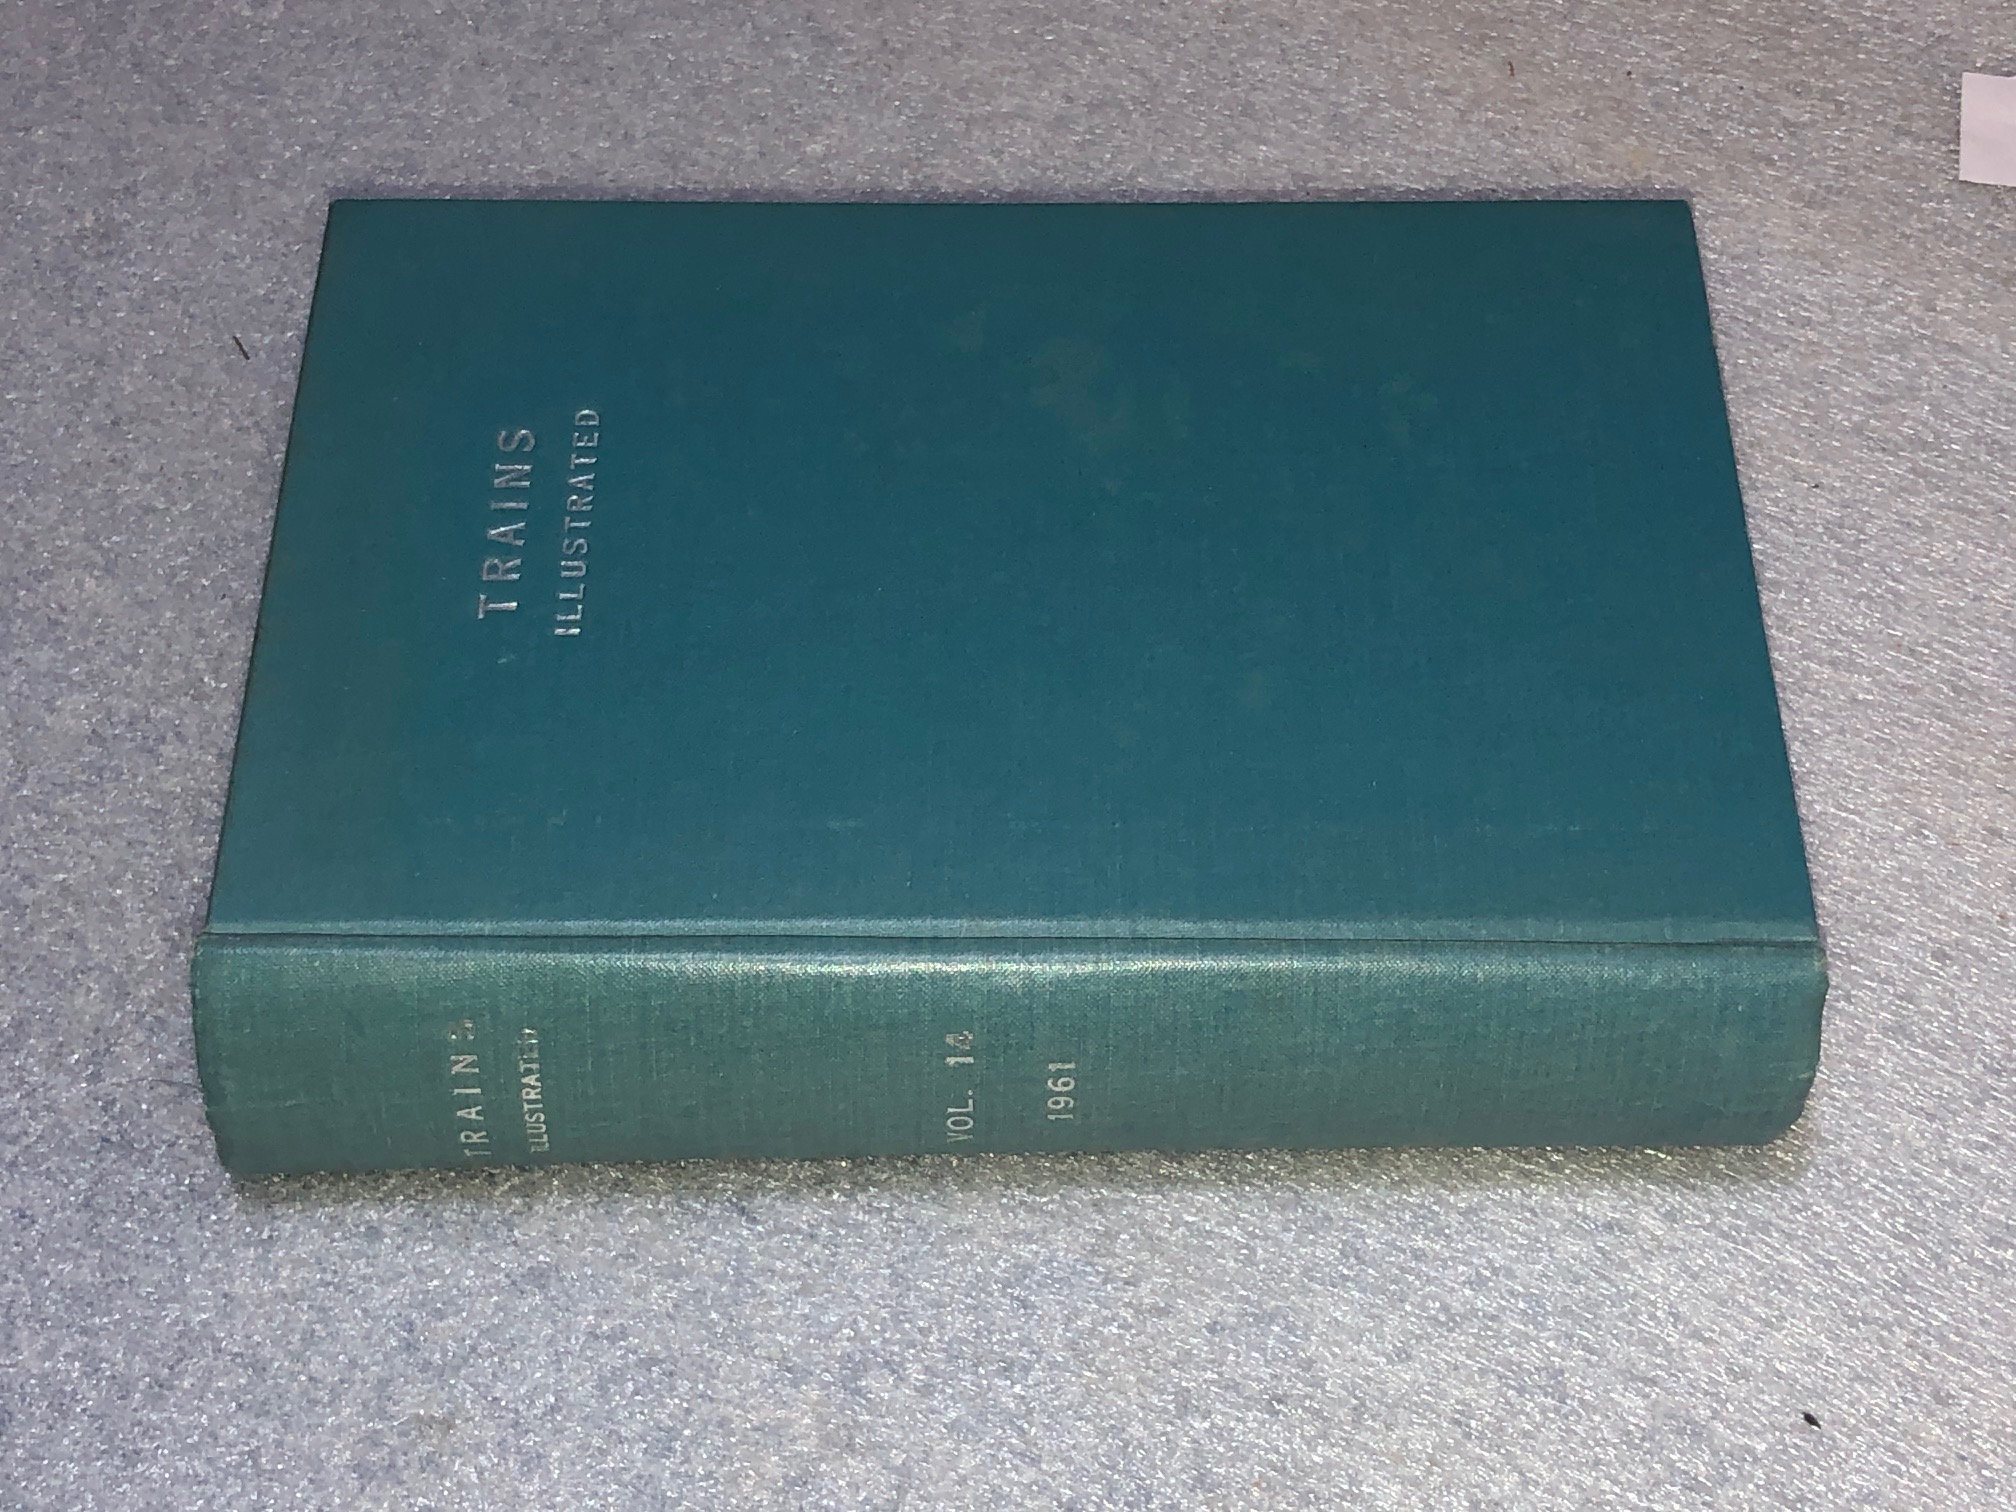 TRAINS
ILLUSTRATED
TRAINS
ILLUSTRATED
VOL. 14
1961